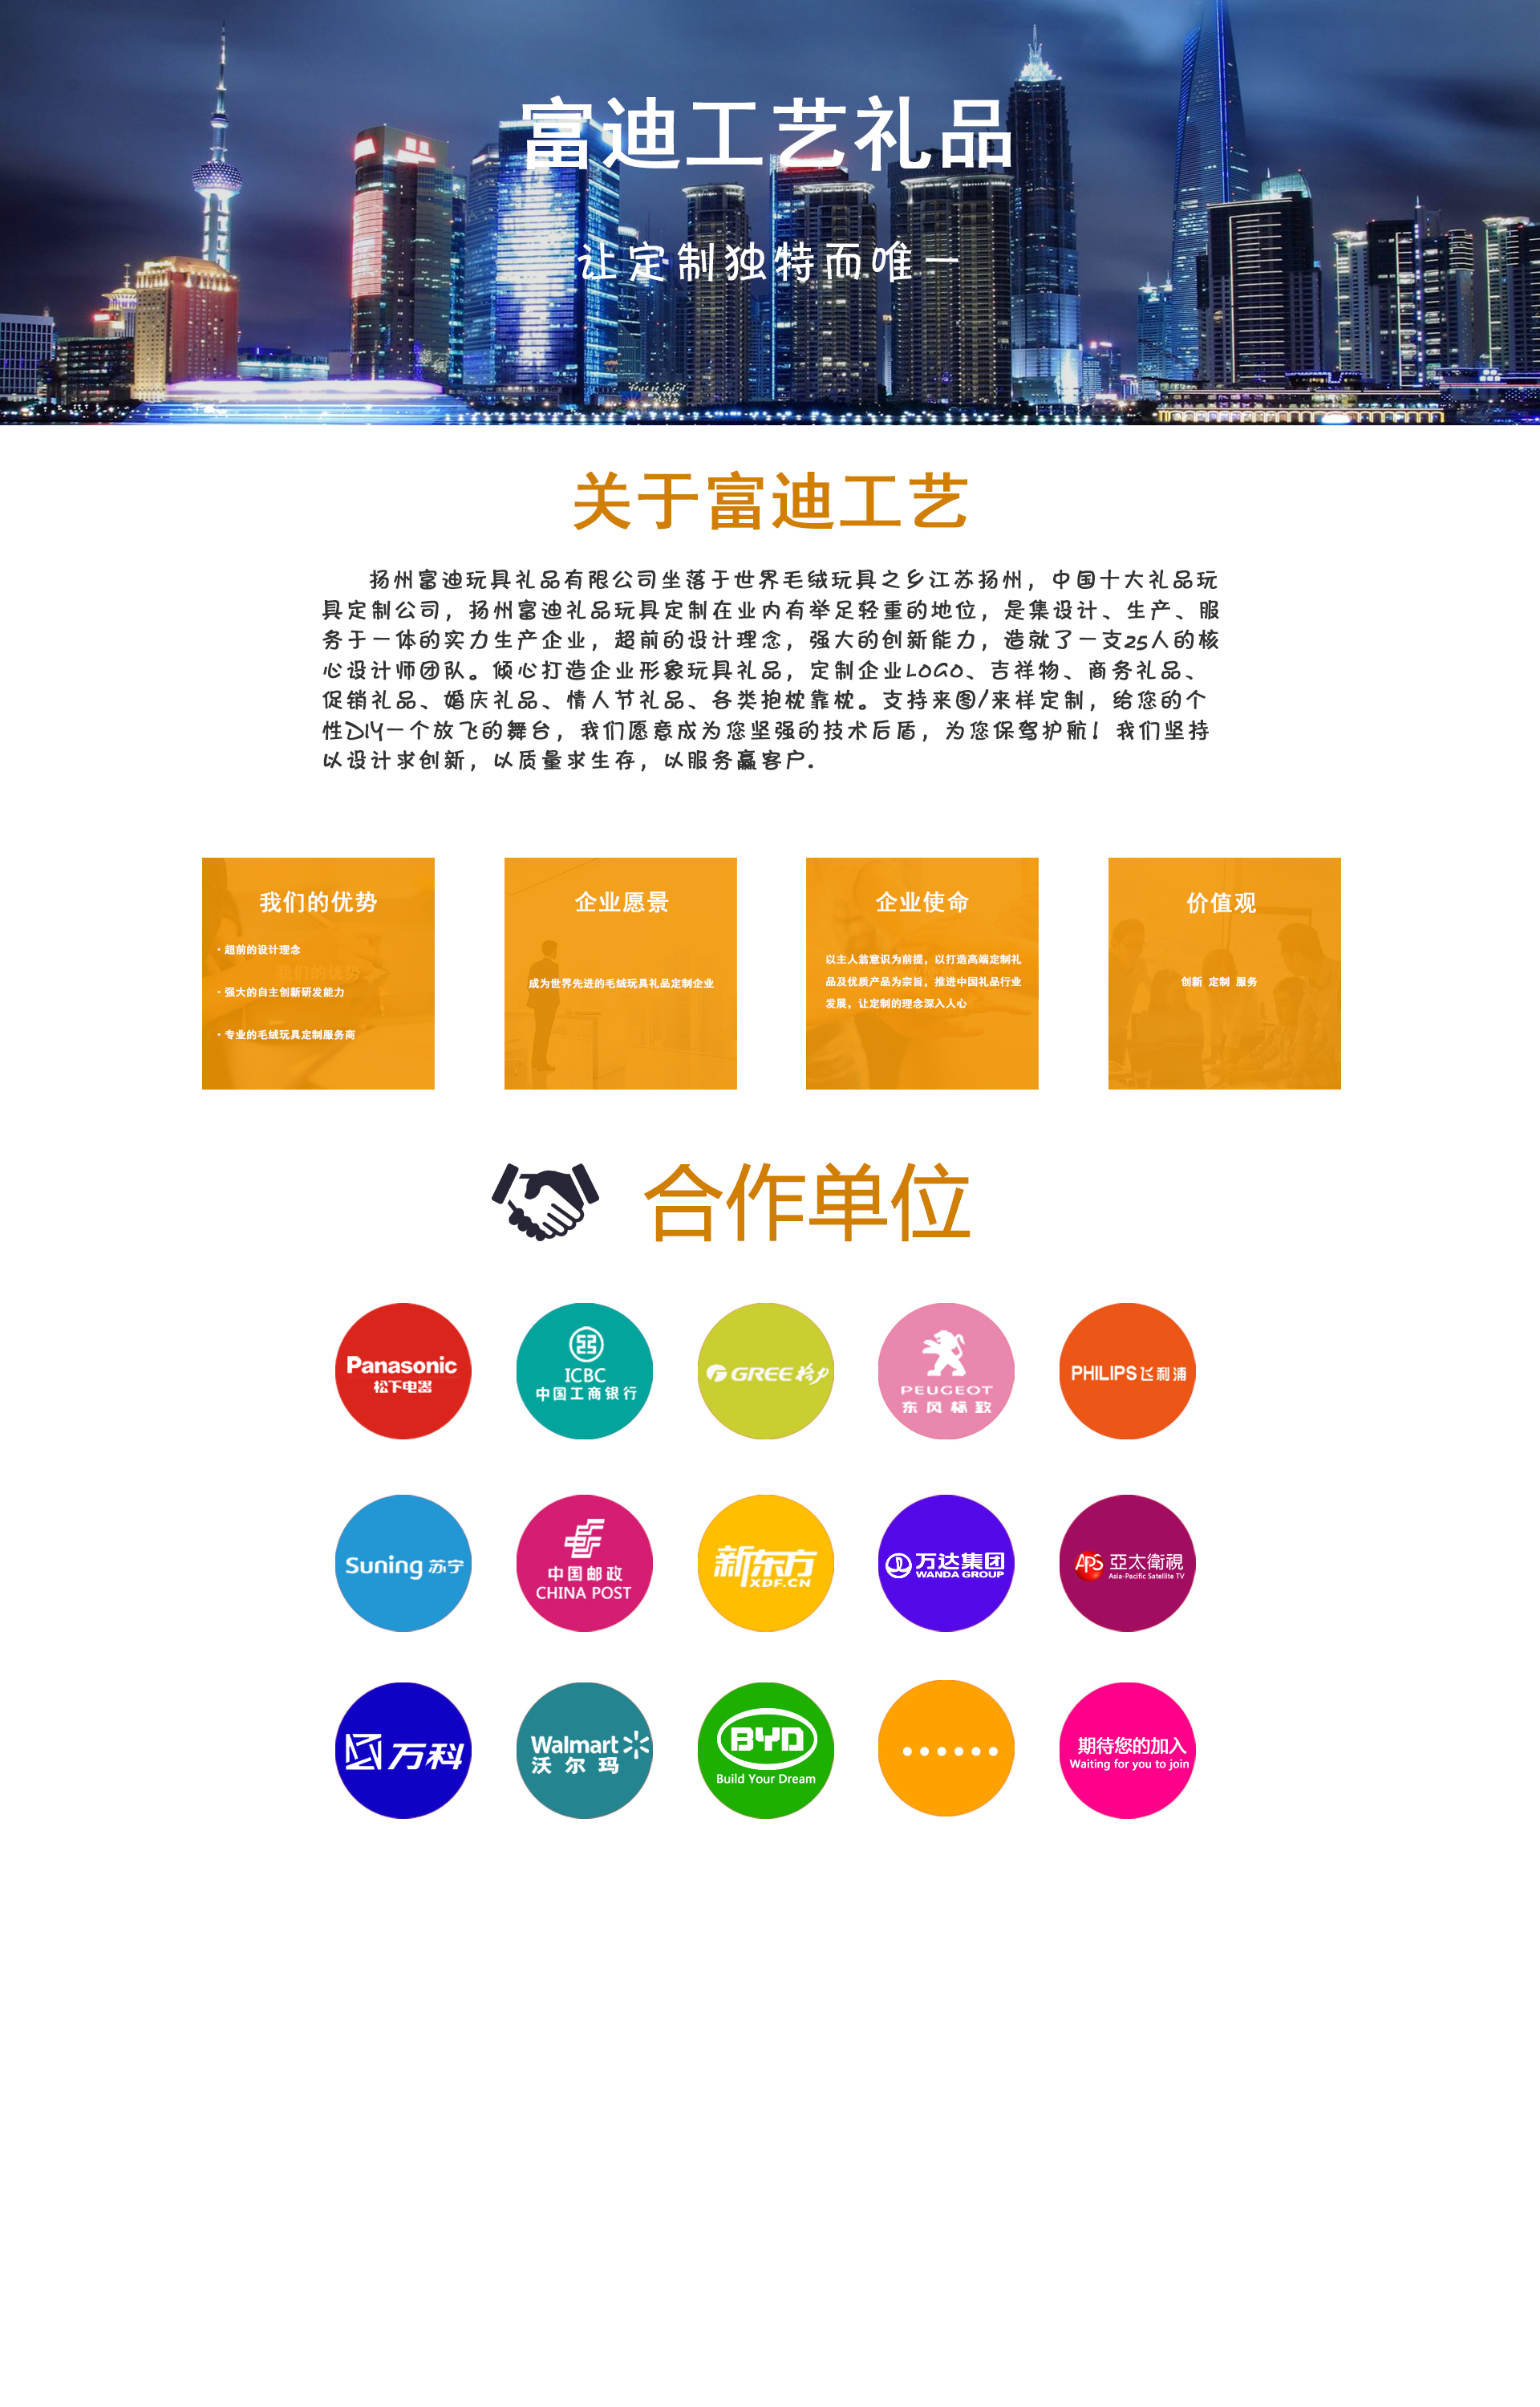 富迪工艺礼品
让定制独特而唯一
关于富迪工艺
扬州富迪玩具礼品有限公司坐落于世界毛绒玩具之乡江苏扬州，中国十大礼品玩
具定制公司，扬州富迪礼品玩具定制在业内有举足轻重的地位，是集设计、生产、服
务于一体的实力生产企业，超前的设计理念，强大的创新能力，造就了一支25人的核
心设计师团队。倾心打造企业形象玩具礼品，定制企业LOGO、吉祥物、商务礼品、
促销礼品、婚庆礼品、情人节礼品、各类抱枕靠枕。支持来图/来样定制，给您的个
性DIY一个放飞的舞台，我们愿意成为您坚强的技术后盾，为您保驾护航！我们坚持
以设计求创新，以质量求生存，以服务赢客户.
我们的优势
· 超前的设计理念
我们的优势
· 强大的自主创新研发能力
· 专业的毛绒玩具定制服务商
企业愿景
成为世界先进的毛绒玩具礼品定制企业
企业使命
以主人翁意识为前提，以打造高端定制礼
品及优质产品为宗旨，推进中国礼品行业
发展，让定制的理念深入人心
价值观
创新 定制 服务
合作单位
Panasonic
松下电器
ICBC
中国工商银行
GREE格力
PEUGEOT
东风标致
PHILIPS飞利浦
Suning 苏宁
中国邮政
CHINA POST
新东方
XDF.CN
万达集团
WANDA GROUP
APS 亞太衛視
Asia-Pacific Satellite TV
万科
Walmart
沃尔玛
BYD
Build Your Dream
······
期待您的加入
Waiting for you to join